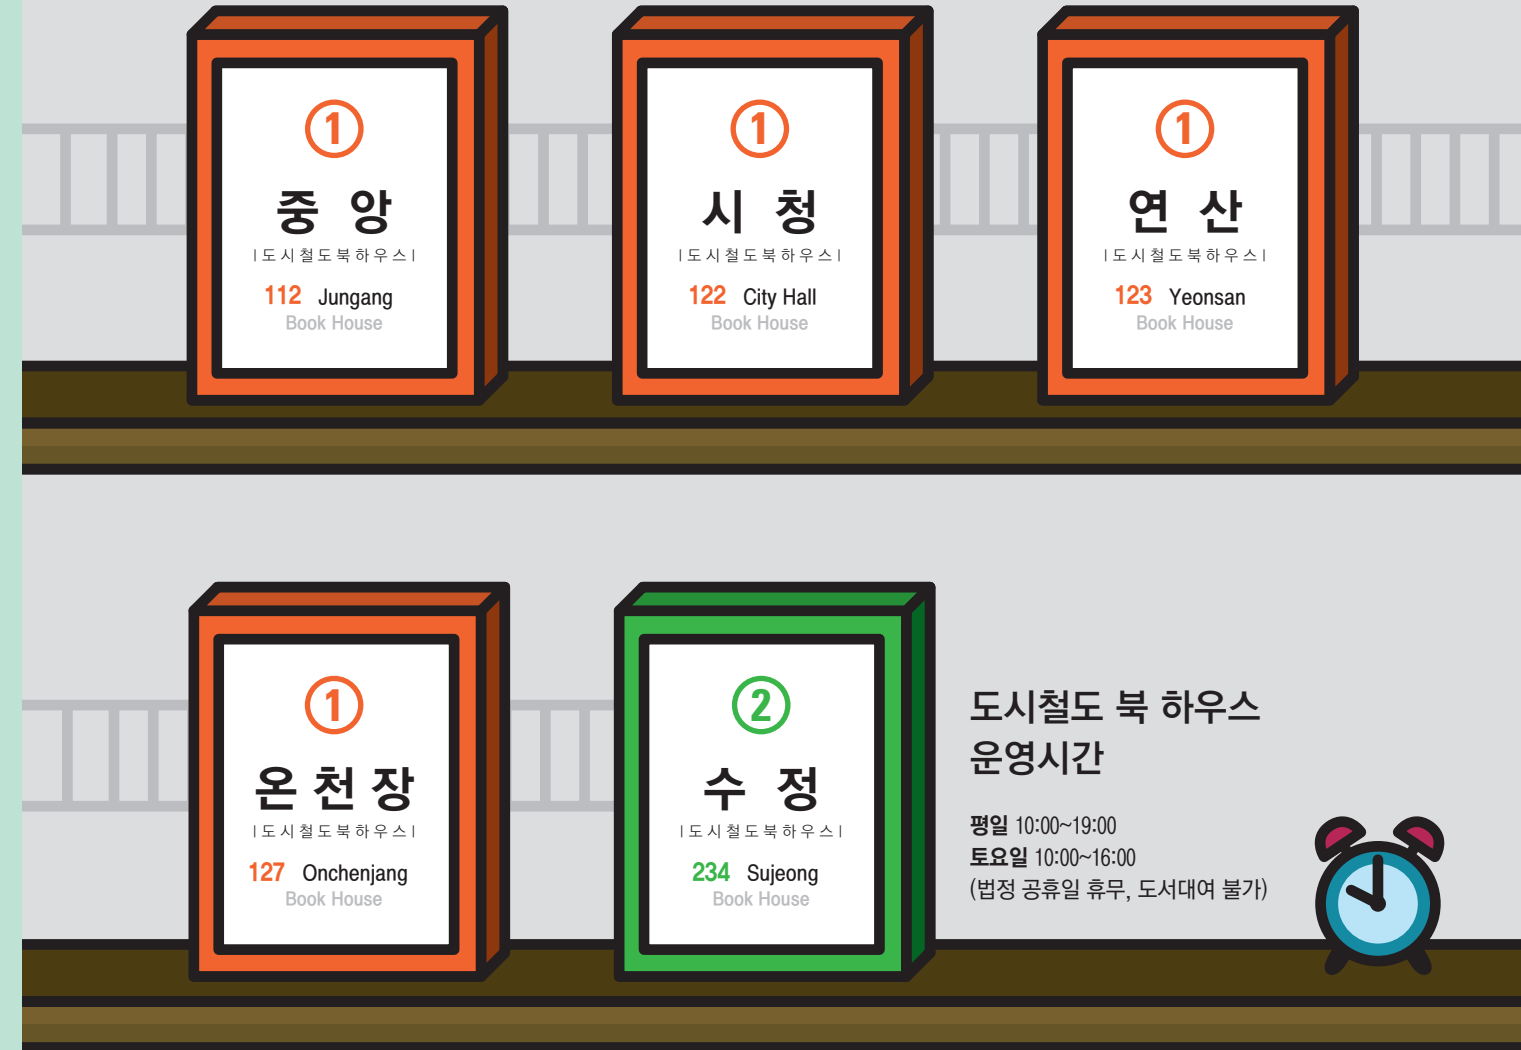 1
중 앙
|도시철도북하우스|
112 Jungang
Book House
1
시 청
|도시철도북하우스|
122 City Hall
Book House
1
연 산
|도시철도북하우스|
123 Yeonsan
Book House
1
온천장
|도시철도북하우스|
127 Onchenjang
Book House
2
수 정
|도시철도북하우스|
234 Sujeong
Book House
도시철도 북 하우스
운영시간
평일 10:00~19:00
토요일 10:00~16:00
(법정 공휴일 휴무, 도서대여 불가)